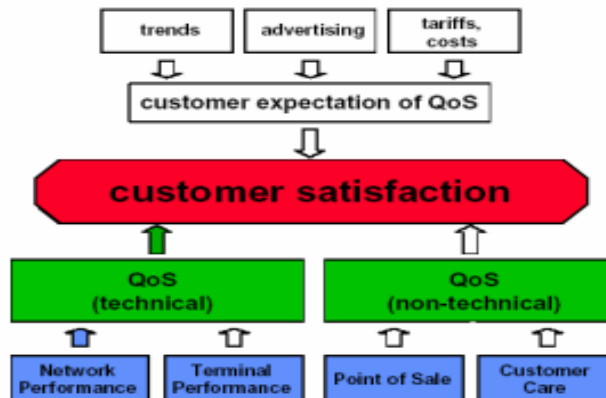 trends
advertising
tariffs,
costs
customer expectation of QoS
customer satisfaction
QoS
(technical)
QoS
(non-technical)
Network
Performance
Terminal
Performance
Point of Sale
Customer
Care